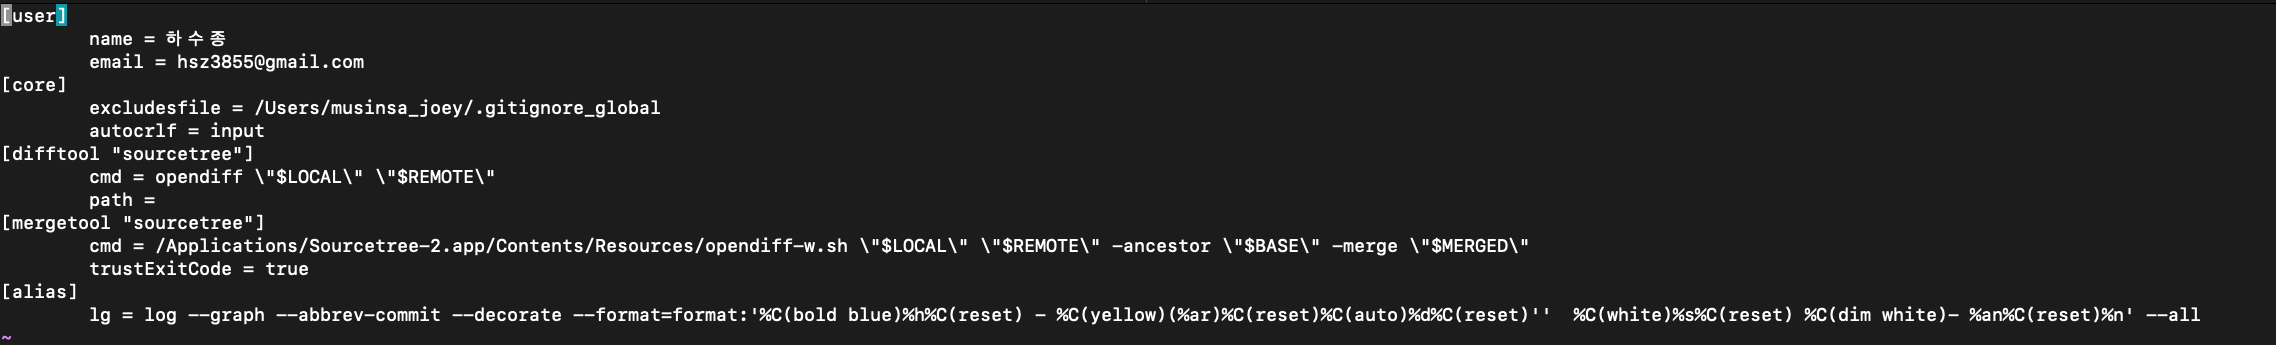 [user]
        name = 하수종
        email = hsz3855@gmail.com
[core]
        excludesfile = /Users/musinsa_joey/.gitignore_global
        autocrlf = input
[difftool "sourcetree"]
        cmd = opendiff \"$LOCAL\" \"$REMOTE\"
        path =
[mergetool "sourcetree"]
        cmd = /Applications/Sourcetree-2.app/Contents/Resources/opendiff-w.sh \"$LOCAL\" \"$REMOTE\" -ancestor \"$BASE\" -merge \"$MERGED\"
        trustExitCode = true
[alias]
        lg = log --graph --abbrev-commit --decorate --format=format:'%C(bold blue)%h%C(reset) - %C(yellow)(%ar)%C(reset)%C(auto)%d%C(reset)''  %C(white)%s%C(reset) %C(dim white)- %an%C(reset)%n' --all
~